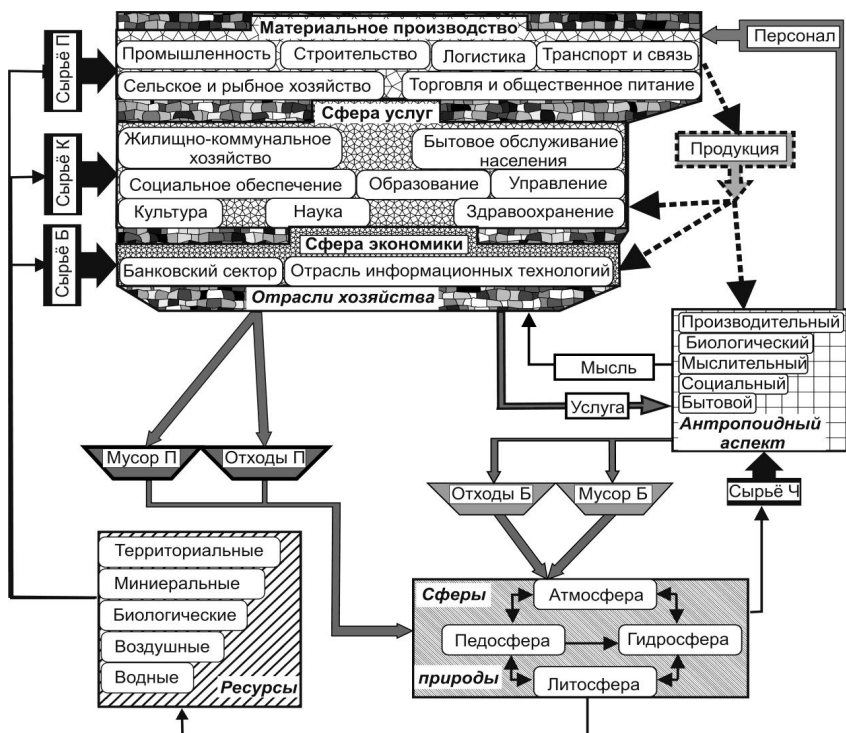 Материальное производство
Персонал
Промышленность
Строительство
Логистика
Транспорт и связь
Сырьё П
Сельское и рыбное хозяйство
Торговля и общественное питание
Сфера услуг
Жилищно-коммунальное
хозяйство
Бытовое обслуживание
населения
Продукция
Сырьё К
Социальное обеспечение
Образование
Управление
Культура
Наука
Здравоохранение
Сфера экономики
Сырьё Б
Банковский сектор
Отрасль информационных технологий
Отрасли хозяйства
Производительный
Биологический
Мыслительный
Социальный
Бытовой
Антропоидный
аспект
Мысль
Услуга
Мусор П
Отходы П
Отходы Б
Мусор Б
Сырьё Ч
Территориальные
Миниеральные
Биологические
Воздушные
Водные
Ресурсы
Сферы
Атмосфера
Педосфера
Гидросфера
природы
Литосфера